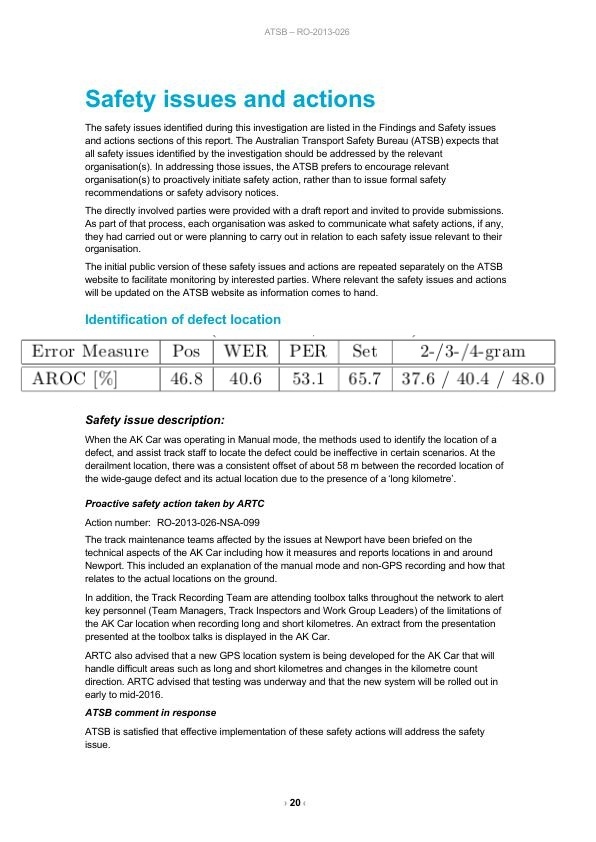 ATSB – RO-2013-026
Safety issues and actions
The safety issues identified during this investigation are listed in the Findings and Safety issues
and actions sections of this report. The Australian Transport Safety Bureau (ATSB) expects that
all safety issues identified by the investigation should be addressed by the relevant
organisation(s). In addressing those issues, the ATSB prefers to encourage relevant
organisation(s) to proactively initiate safety action, rather than to issue formal safety
recommendations or safety advisory notices.
The directly involved parties were provided with a draft report and invited to provide submissions.
As part of that process, each organisation was asked to communicate what safety actions, if any,
they had carried out or were planning to carry out in relation to each safety issue relevant to their
organisation.
The initial public version of these safety issues and actions are repeated separately on the ATSB
website to facilitate monitoring by interested parties. Where relevant the safety issues and actions
will be updated on the ATSB website as information comes to hand.
Identification of defect location
Error Measure Pos WER PER Set 2-/3-/4-gram
AROC [%] 46.8 40.6 53.1 65.7 37.6 / 40.4 / 48.0
Safety issue description:
When the AK Car was operating in Manual mode, the methods used to identify the location of a
defect, and assist track staff to locate the defect could be ineffective in certain scenarios. At the
derailment location, there was a consistent offset of about 58 m between the recorded location of
the wide-gauge defect and its actual location due to the presence of a ‘long kilometre’.
Proactive safety action taken by ARTC
Action number: RO-2013-026-NSA-099
The track maintenance teams affected by the issues at Newport have been briefed on the
technical aspects of the AK Car including how it measures and reports locations in and around
Newport. This included an explanation of the manual mode and non-GPS recording and how that
relates to the actual locations on the ground.
In addition, the Track Recording Team are attending toolbox talks throughout the network to alert
key personnel (Team Managers, Track Inspectors and Work Group Leaders) of the limitations of
the AK Car location when recording long and short kilometres. An extract from the presentation
presented at the toolbox talks is displayed in the AK Car.
ARTC also advised that a new GPS location system is being developed for the AK Car that will
handle difficult areas such as long and short kilometres and changes in the kilometre count
direction. ARTC advised that testing was underway and that the new system will be rolled out in
early to mid-2016.
ATSB comment in response
ATSB is satisfied that effective implementation of these safety actions will address the safety
issue.
› 20 ‹